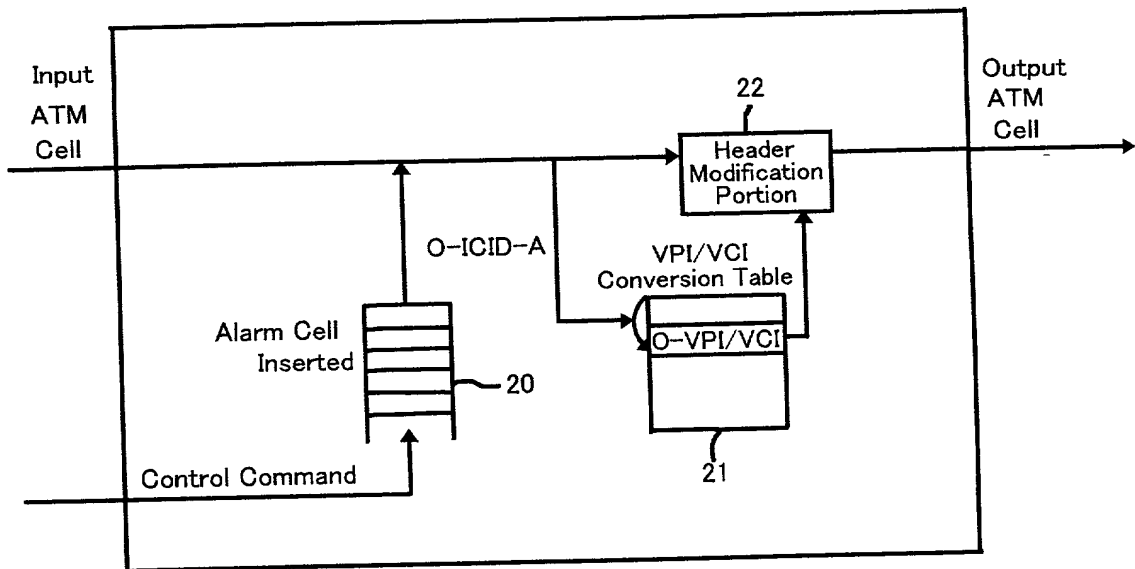 Input
ATM
Cell
Output
ATM
Cell
22
Header
Modification
Portion
O-ICID-A
VPI/VCI
Conversion Table
O-VPI/VCI
21
Alarm Cell
Inserted
20
Control Command